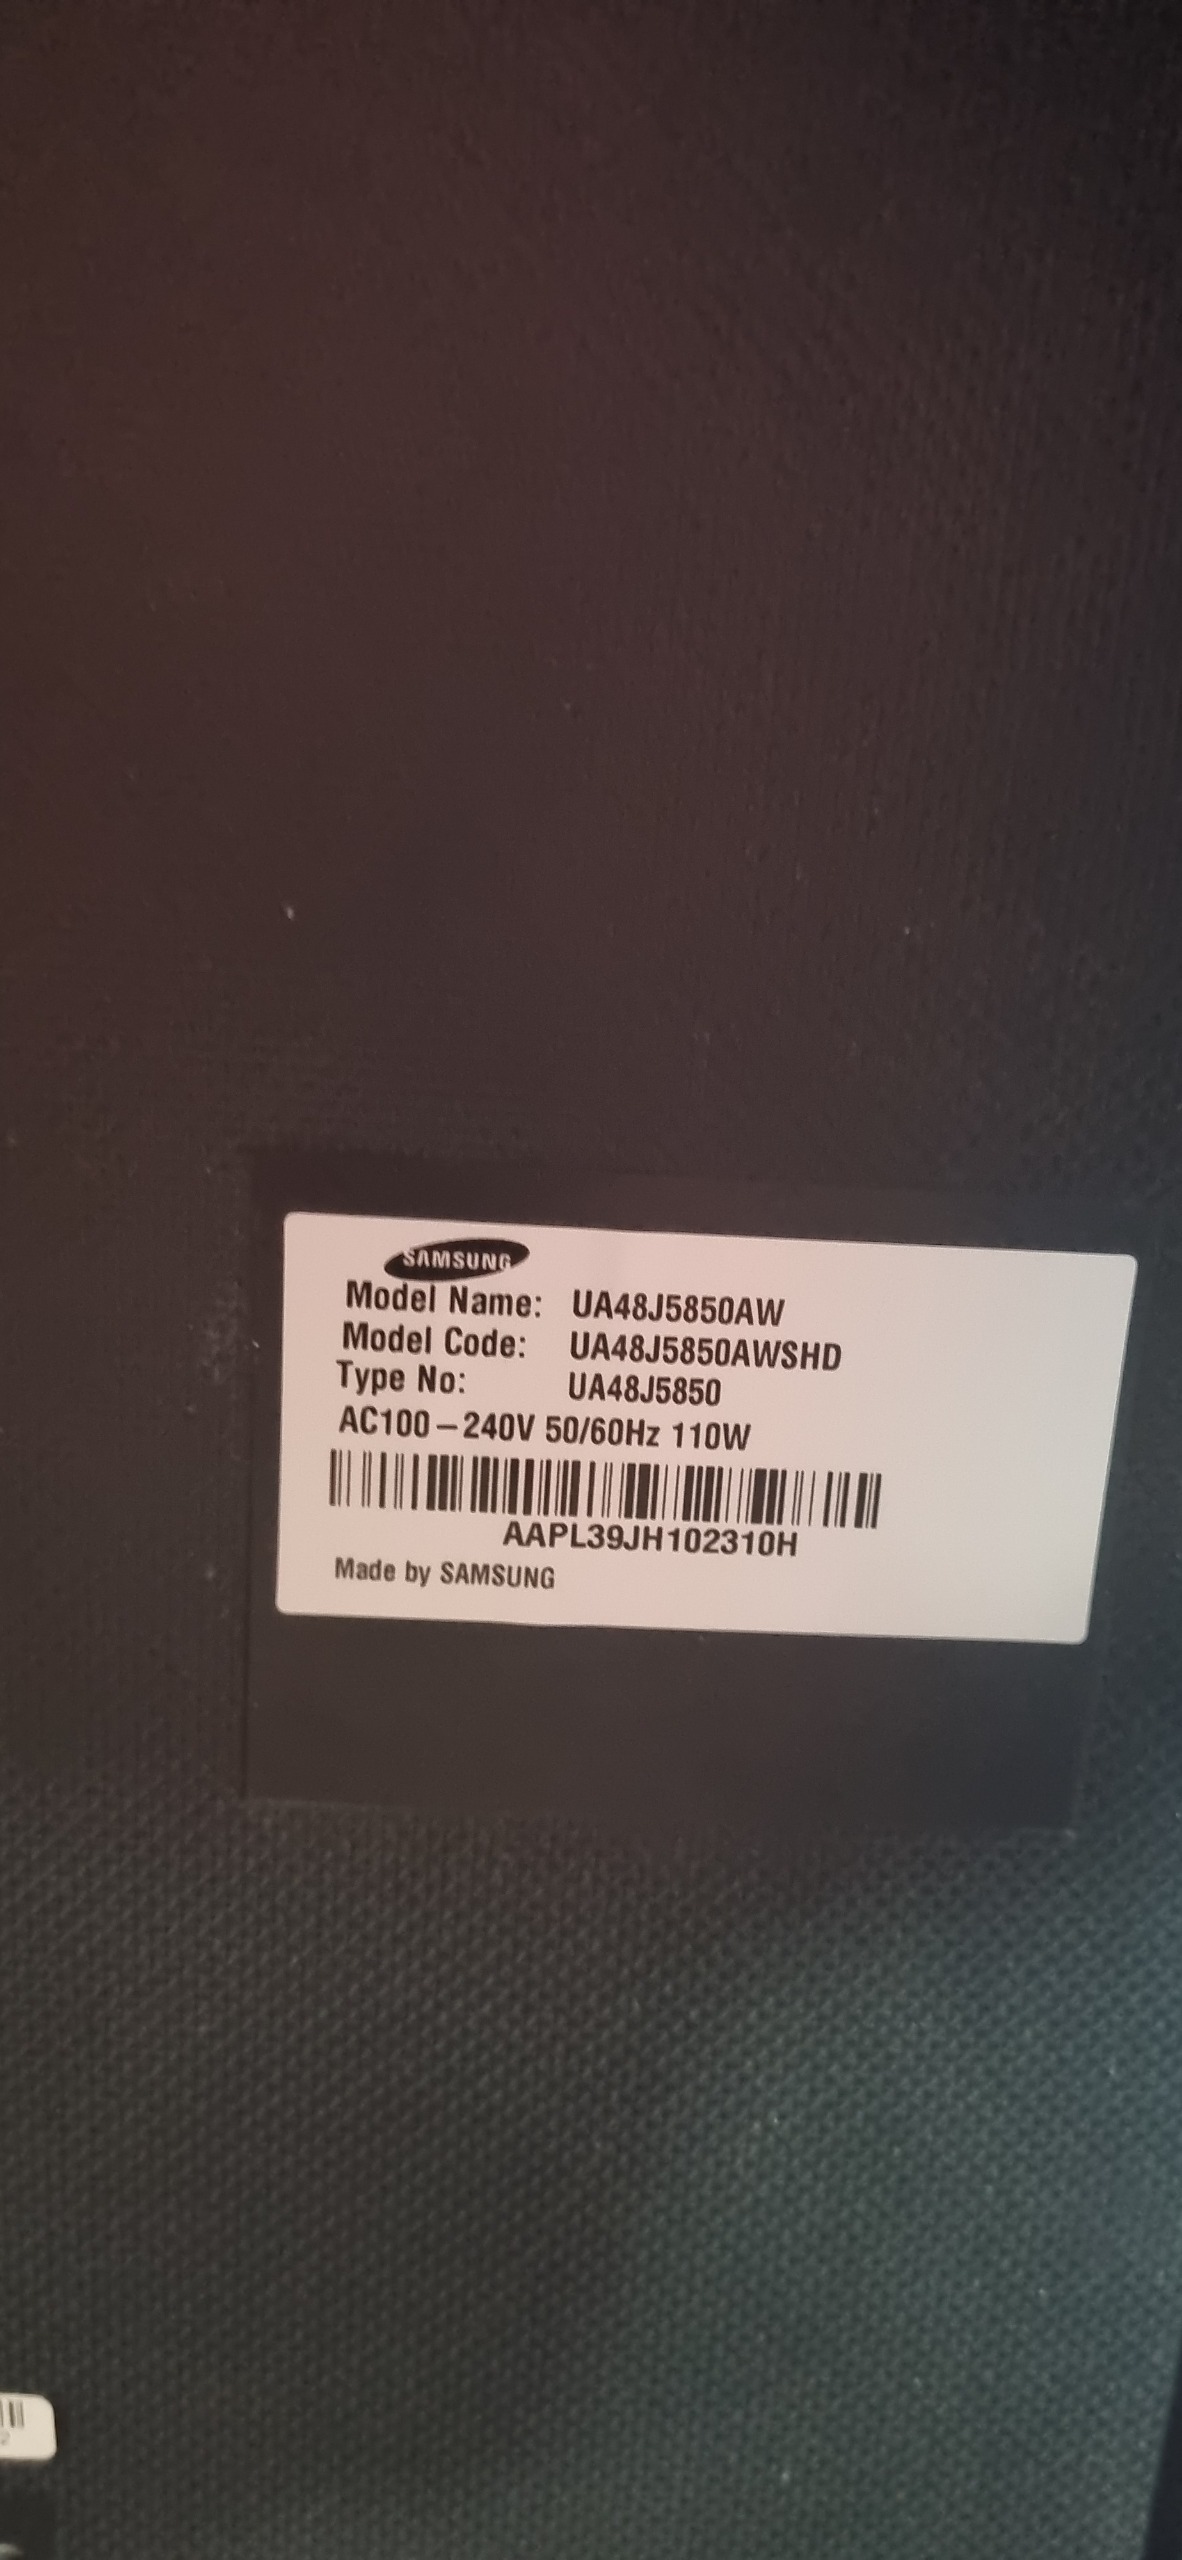 SAMSUNG
Model Name: UA48J5850AW
Model Code: UA48J5850AWSHD
Type No: UA48J5850
AC100–240V 50/60Hz 110W
AAPL39JH102310H
Made by SAMSUNG